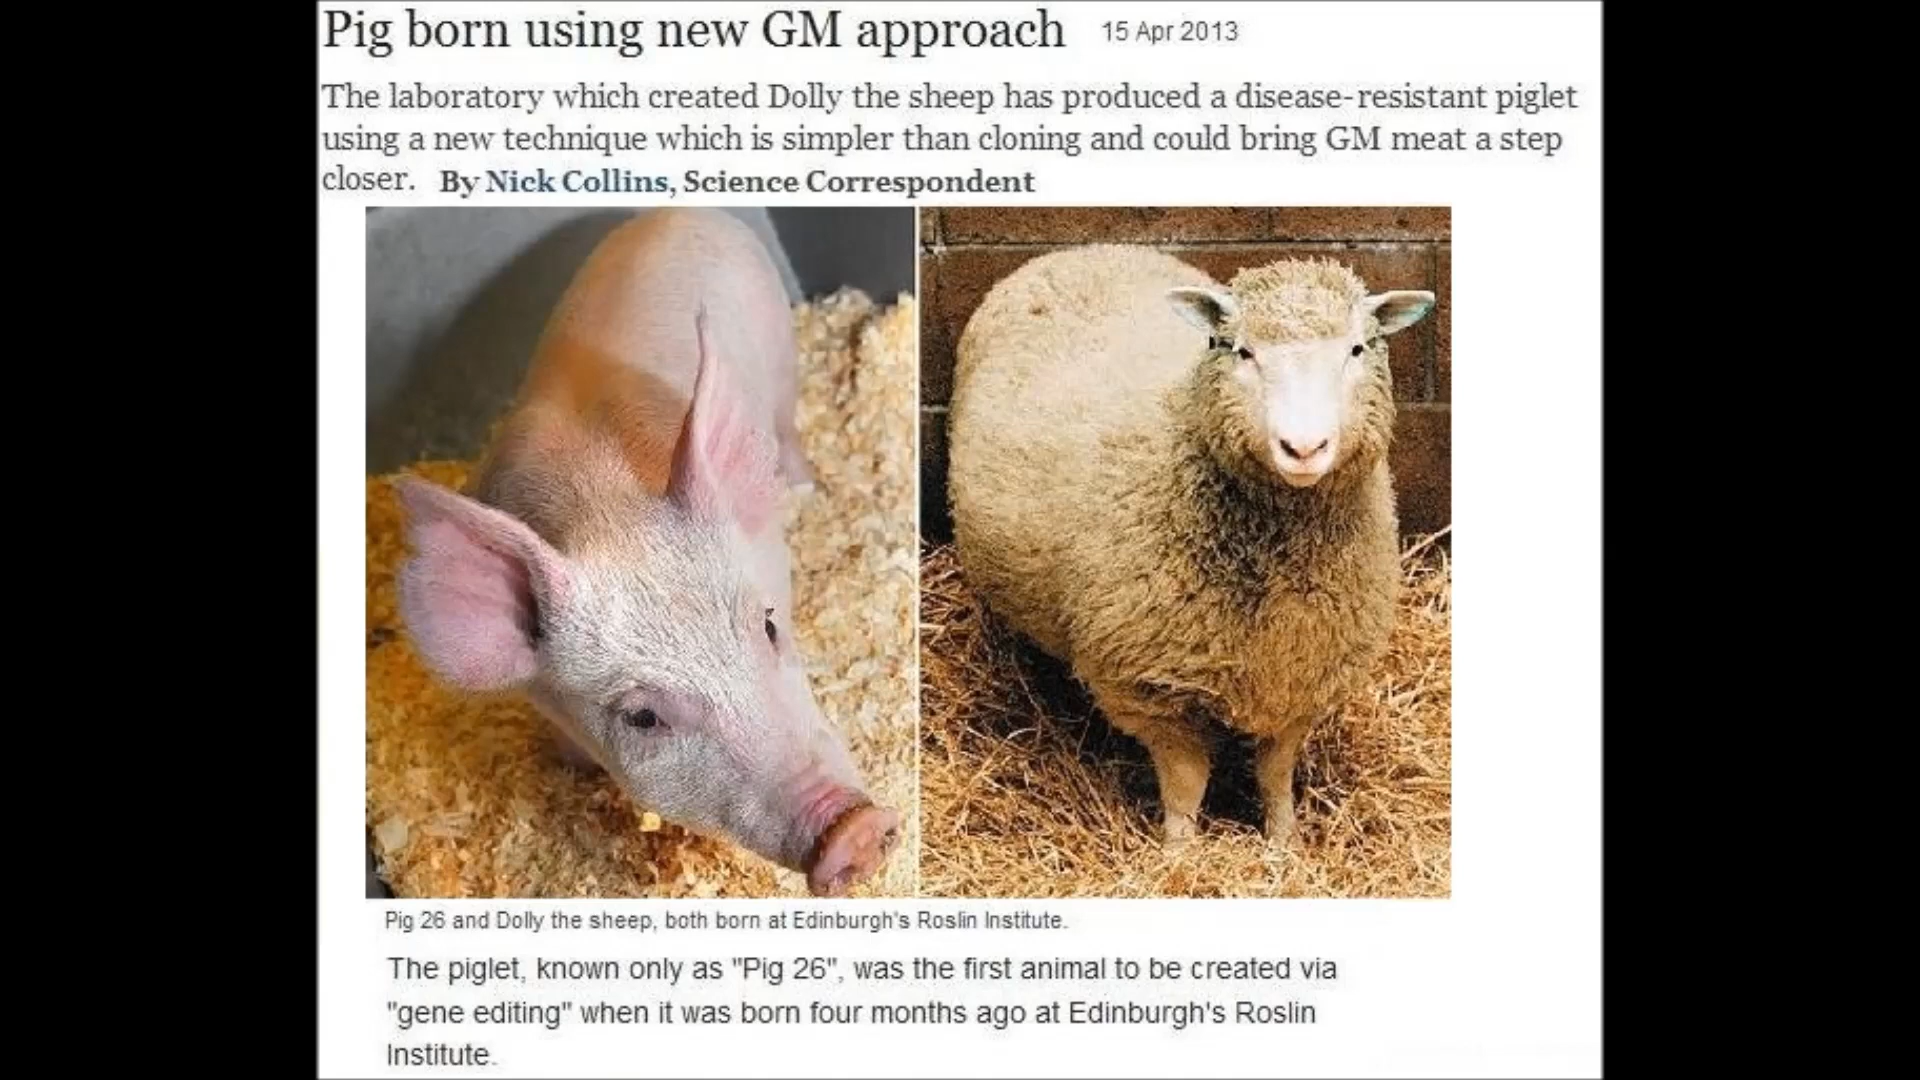 Pig born using new GM approach 15 Apr 2013
The laboratory which created Dolly the sheep has produced a disease-resistant piglet
using a new technique which is simpler than cloning and could bring GM meat a step
closer. By Nick Collins, Science Correspondent
Pig 26 and Dolly the sheep, both born at Edinburgh's Roslin Institute.
The piglet, known only as "Pig 26", was the first animal to be created via
"gene editing" when it was born four months ago at Edinburgh's Roslin
Institute.